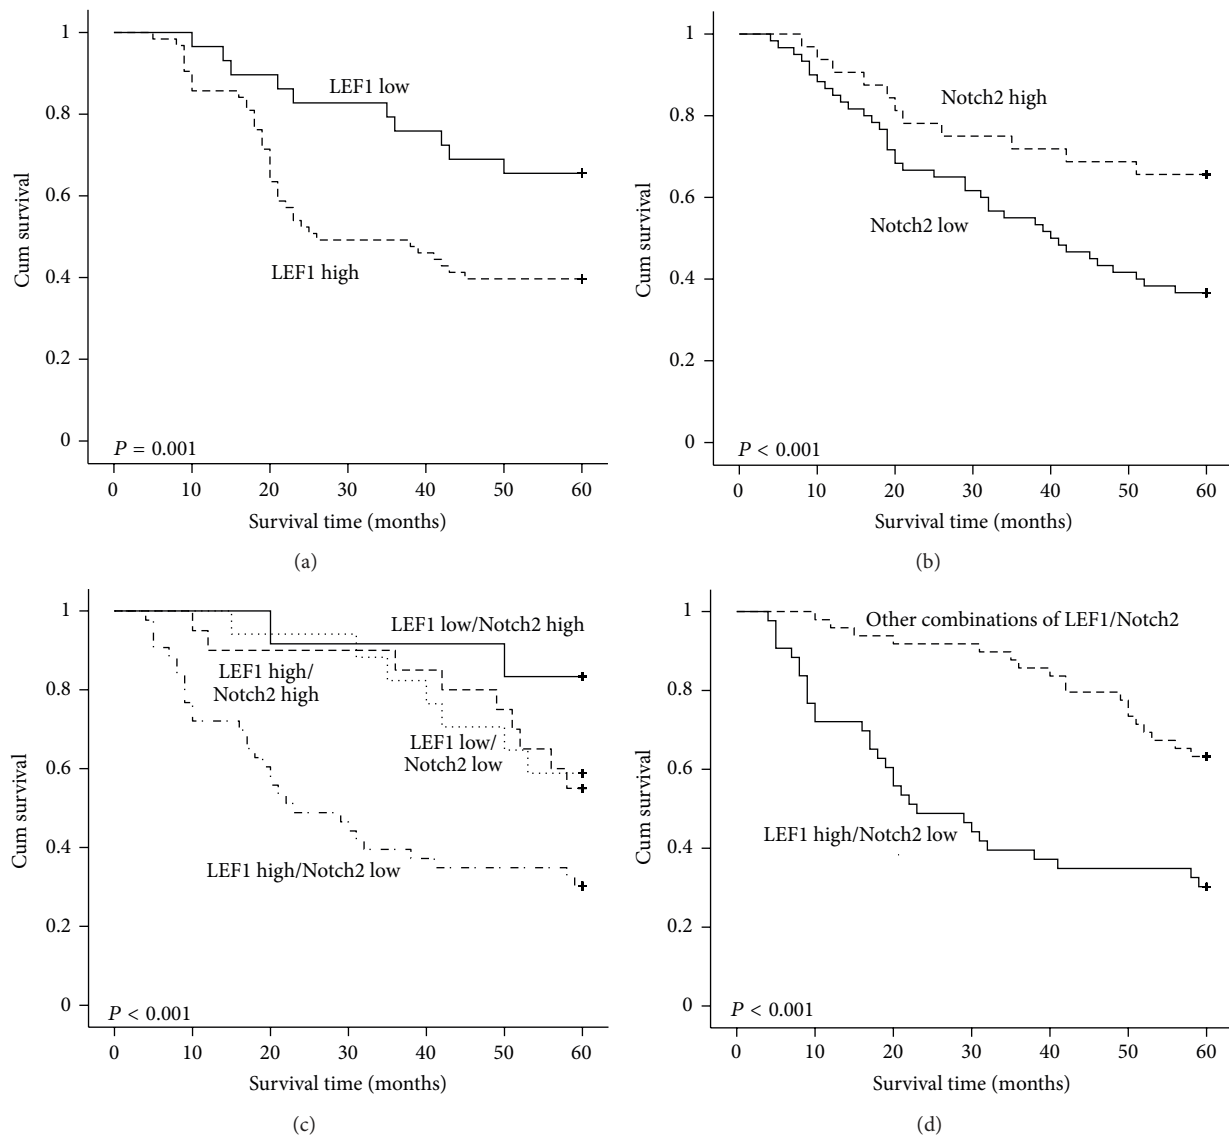 1
0.8
0.6
0.4
0.2
0
Cum survival
LEF1 low
LEF1 high
P = 0.001
0 10 20 30 40 50 60
Survival time (months)
(a)
1
0.8
0.6
0.4
0.2
0
Cum survival
Notch2 high
Notch2 low
P < 0.001
0 10 20 30 40 50 60
Survival time (months)
(b)
1
0.8
0.6
0.4
0.2
0
Cum survival
LEF1 low/Notch2 high
LEF1 high/
Notch2 high
LEF1 low/
Notch2 low
LEF1 high/Notch2 low
P < 0.001
0 10 20 30 40 50 60
Survival time (months)
(c)
1
0.8
0.6
0.4
0.2
0
Cum survival
Other combinations of LEF1/Notch2
LEF1 high/Notch2 low
P < 0.001
0 10 20 30 40 50 60
Survival time (months)
(d)